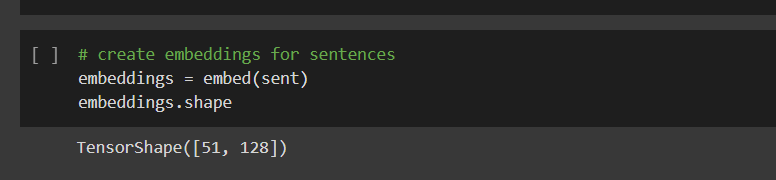 [ ] # create embeddings for sentences
embeddings = embed(sent)
embeddings.shape
TensorShape([51, 128])